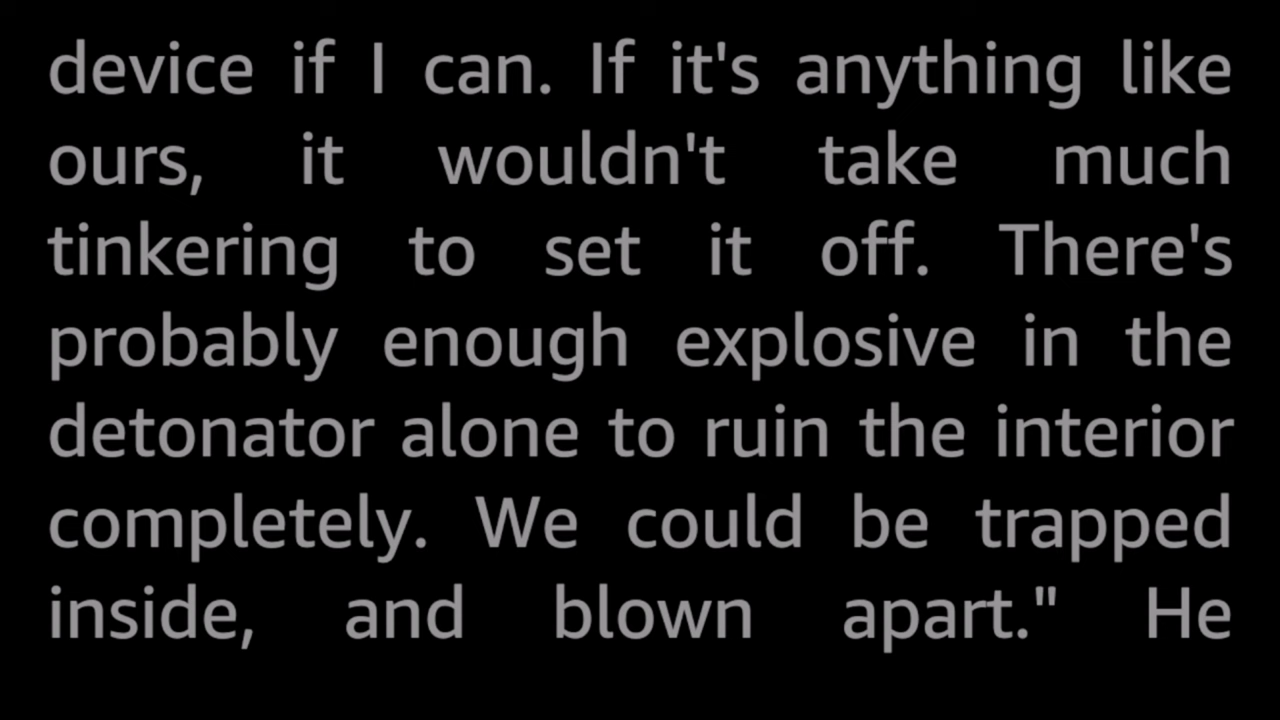 device if I can. If it's anything like
ours, it wouldn't take much
tinkering to set it off. There's
probably enough explosive in the
detonator alone to ruin the interior
completely. We could be trapped
inside, and blown apart." He